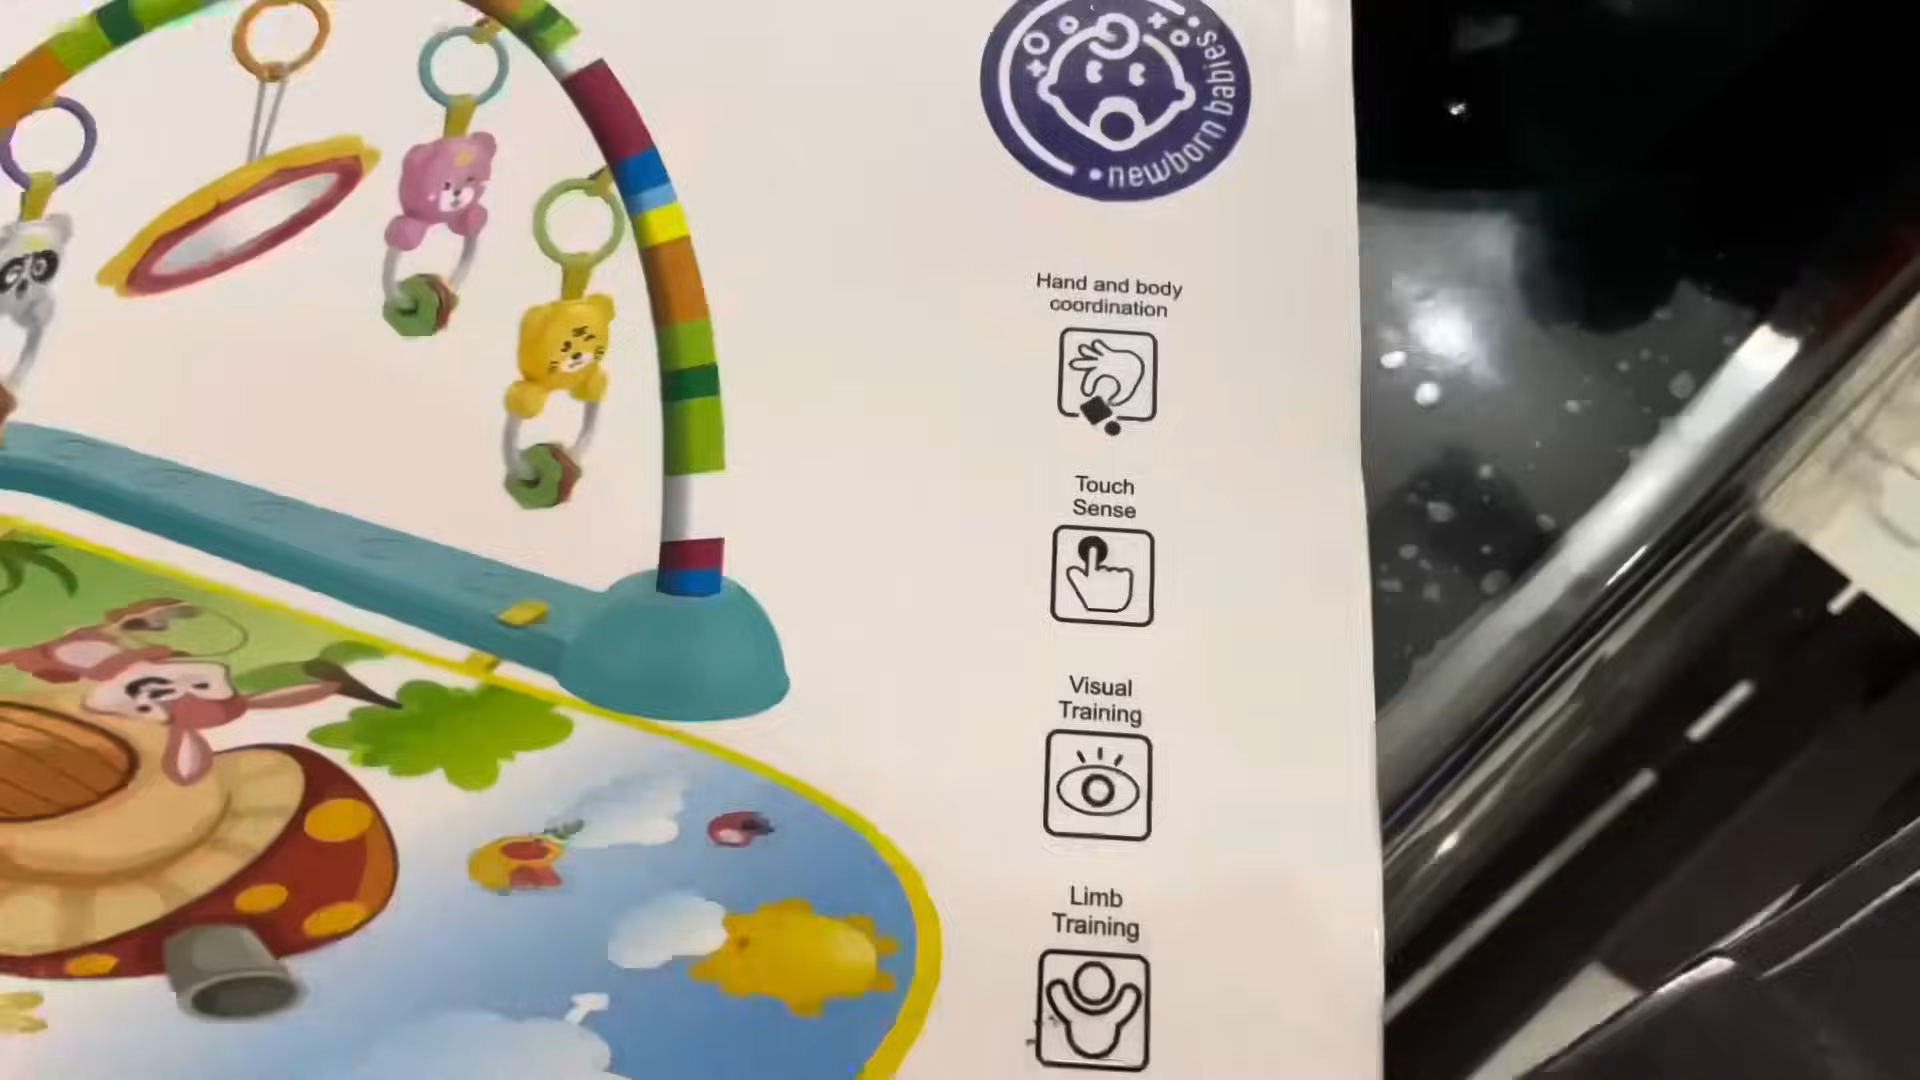 newborn babies
Hand and body
coordination
Touch
Sense
Visual
Training
Limb
Training